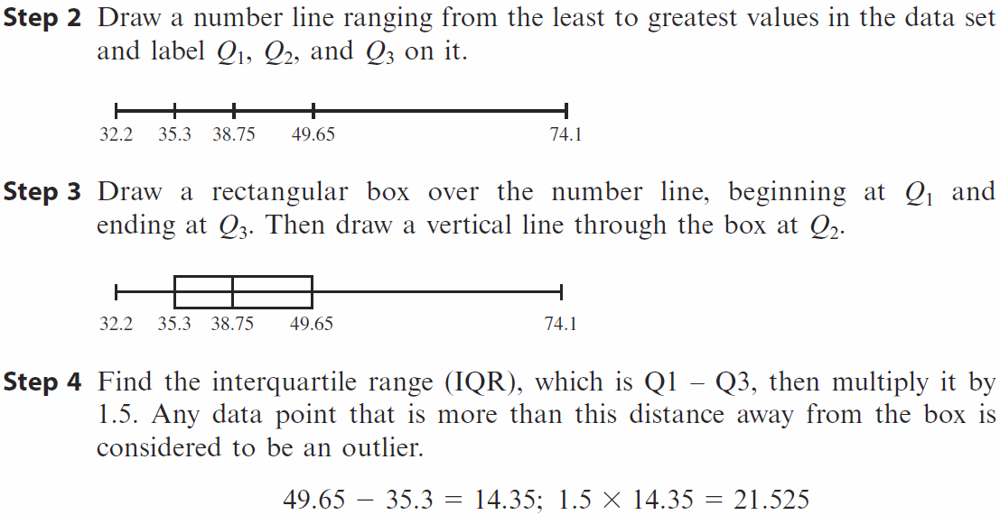 Step 2 Draw a number line ranging from the least to greatest values in the data set
and label Q₁, Q₂, and Q₃ on it.
32.2 35.3 38.75 49.65 74.1
Step 3 Draw a rectangular box over the number line, beginning at Q₁ and
ending at Q₃. Then draw a vertical line through the box at Q₂.
32.2 35.3 38.75 49.65 74.1
Step 4 Find the interquartile range (IQR), which is Q1 – Q3, then multiply it by
1.5. Any data point that is more than this distance away from the box is
considered to be an outlier.
49.65 − 35.3 = 14.35; 1.5 × 14.35 = 21.525